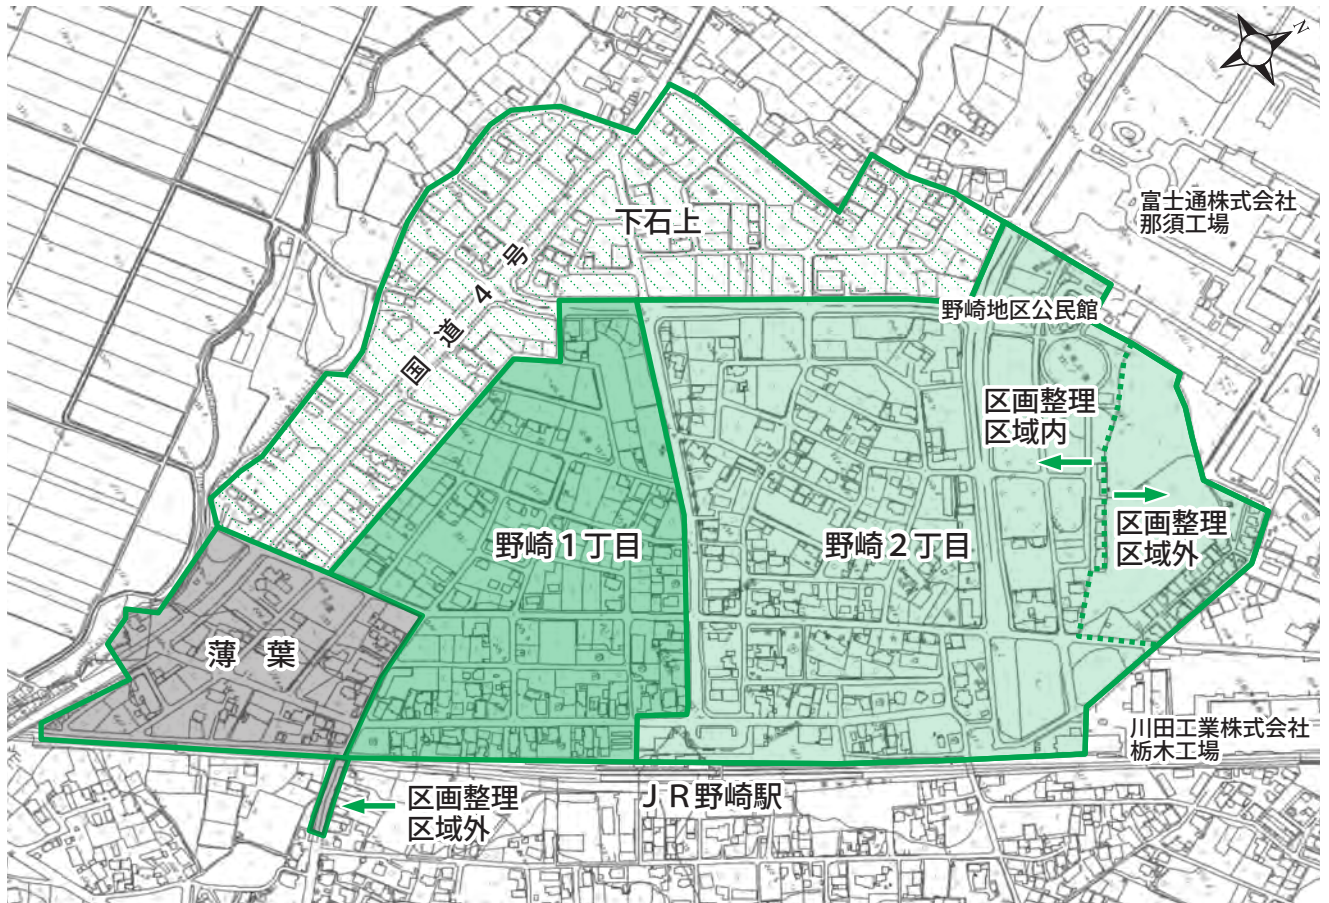 N
富士通株式会社
那須工場
下石上
国道4号
野崎地区公民館
区画整理
区域内
区画整理
区域外
野崎1丁目
野崎2丁目
薄 葉
川田工業株式会社
栃木工場
区画整理
区域外
JR野崎駅